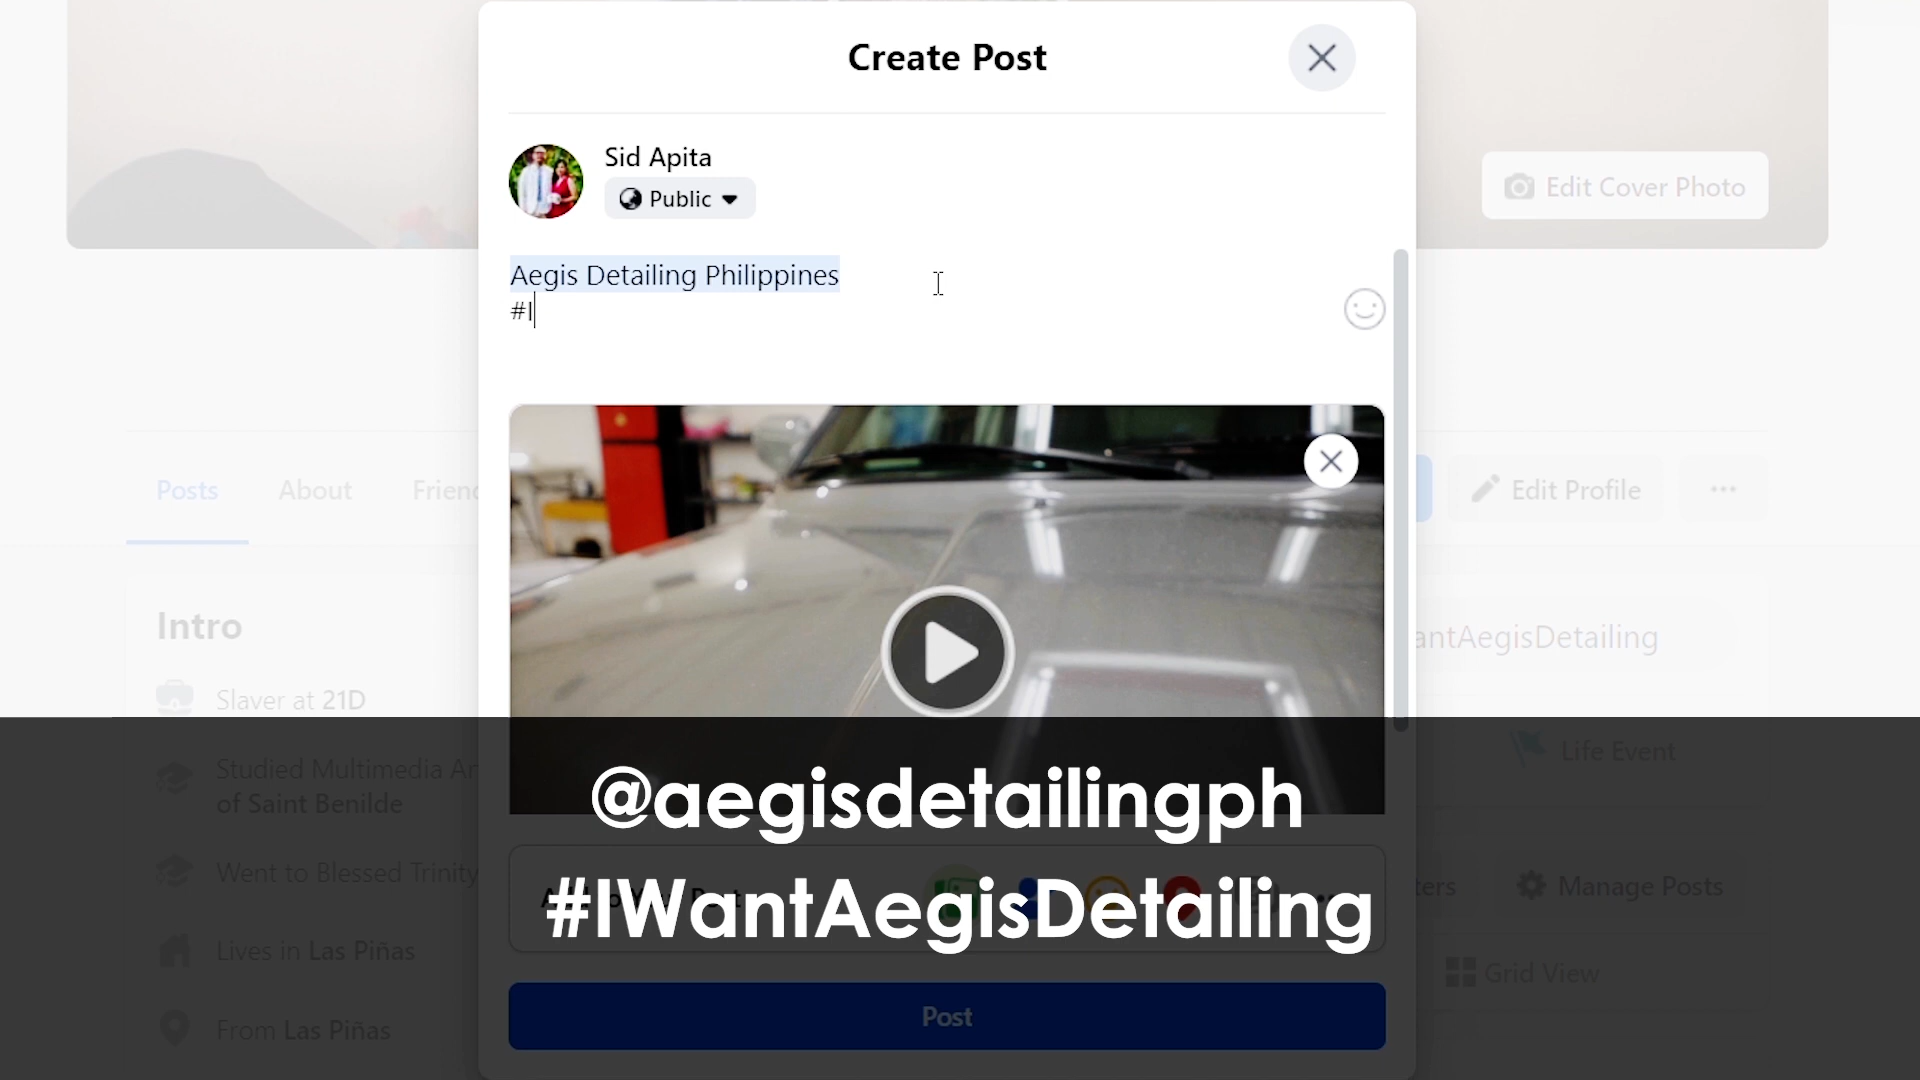 Create Post
Sid Apita
Public
Edit Cover Photo
Aegis Detailing Philippines
#I
Posts
About
Edit Profile
Intro
antAegisDetailing
Slaver at 21D
Life Event
Studied Multimedia Ar
of Saint Benilde
@aegisdetailingph
Went to Blessed Trinity
#IWantAegisDetailing
Manage Posts
Lives in Las Piñas
Grid View
From Las Piñas
Post